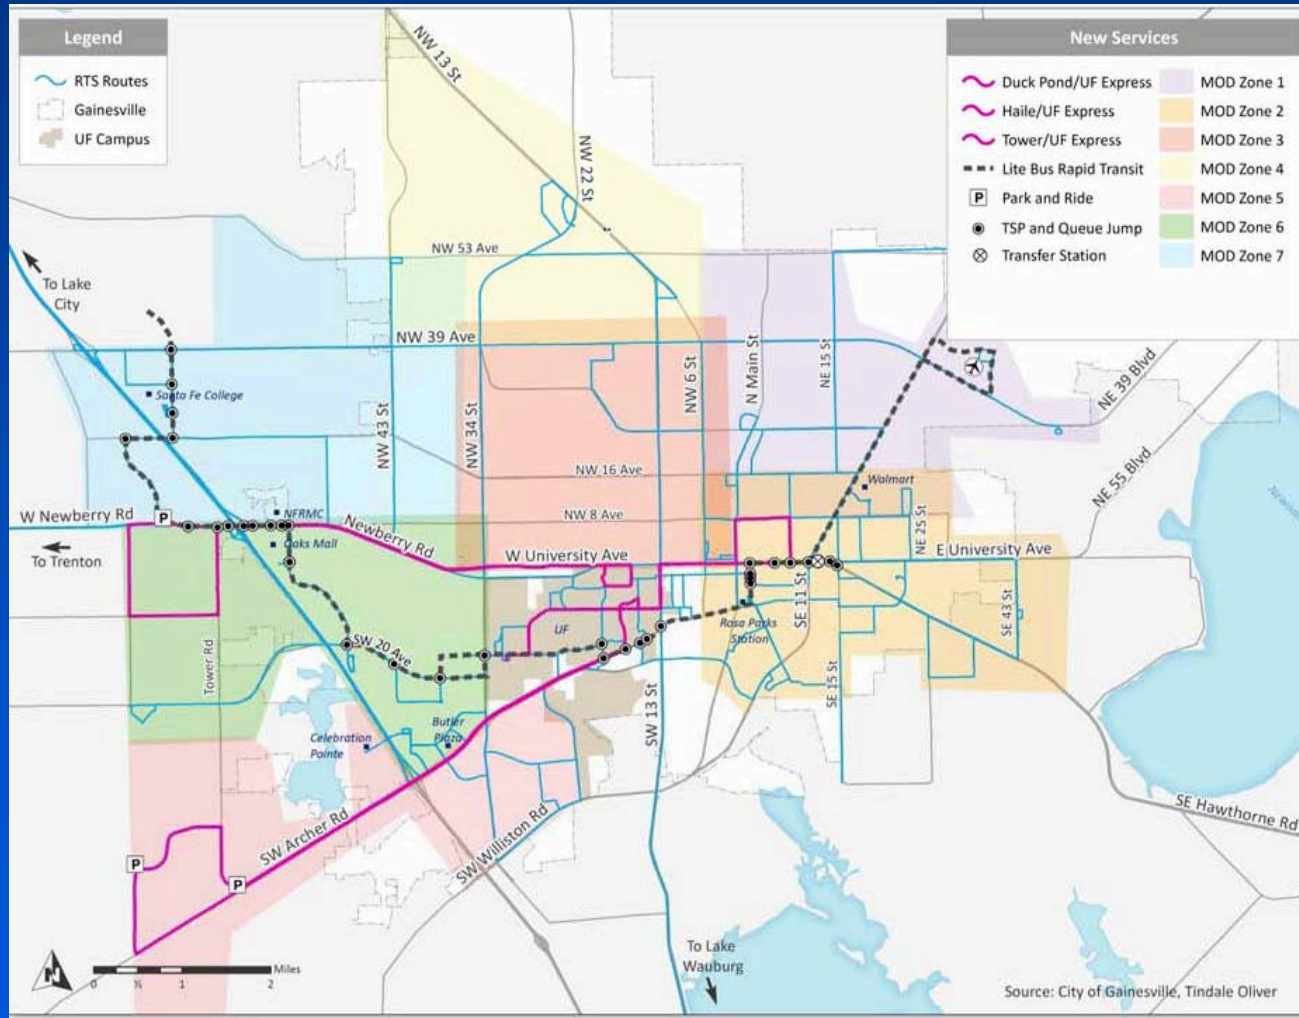 Legend
RTS Routes
Gainesville
UF Campus
New Services
Duck Pond/UF Express
Haile/UF Express
Tower/UF Express
Lite Bus Rapid Transit
P
Park and Ride
TSP and Queue Jump
Transfer Station
MOD Zone 1
MOD Zone 2
MOD Zone 3
MOD Zone 4
MOD Zone 5
MOD Zone 6
MOD Zone 7
NW 13 St
NW 22 St
NW 53 Ave
To Lake
City
NW 39 Ave
NW 43 St
NW 34 St
NW 6 St
N Main St
NE 15 St
NE 39 Blvd
Santa Fe College
NW 16 Ave
Walmart
NE 55 Blvd
W Newberry Rd
P
NFRMC
Newberry Rd
NW 8 Ave
NE 25 St
Oaks Mall
W University Ave
E University Ave
To Trenton
SE 11 St
SE 43 St
UF
Rosa Parks
Station
SW 20 Ave
Tower Rd
SW 13 St
SE 15 St
Butler
Plaza
Celebration
Pointe
SW Archer Rd
SW Williston Rd
SE Hawthorne Rd
P
P
To Lake
Wauburg
N
0
½
1
2
Miles
Source: City of Gainesville, Tindale Oliver